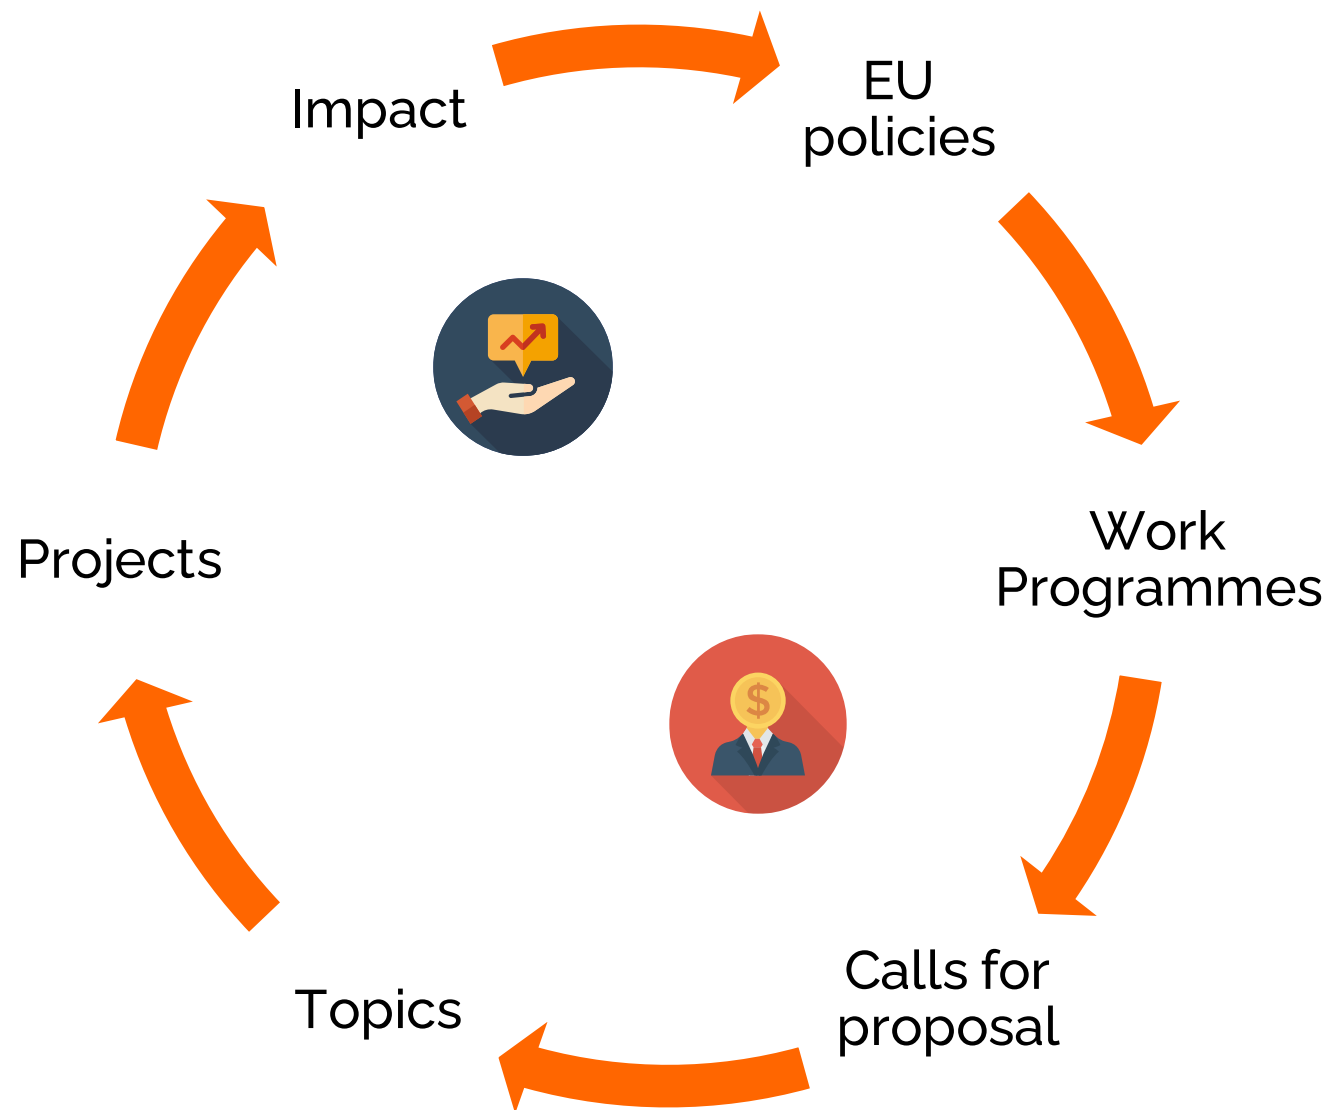 Impact
EU
policies
Work
Programmes
Calls for
proposal
Topics
Projects
$